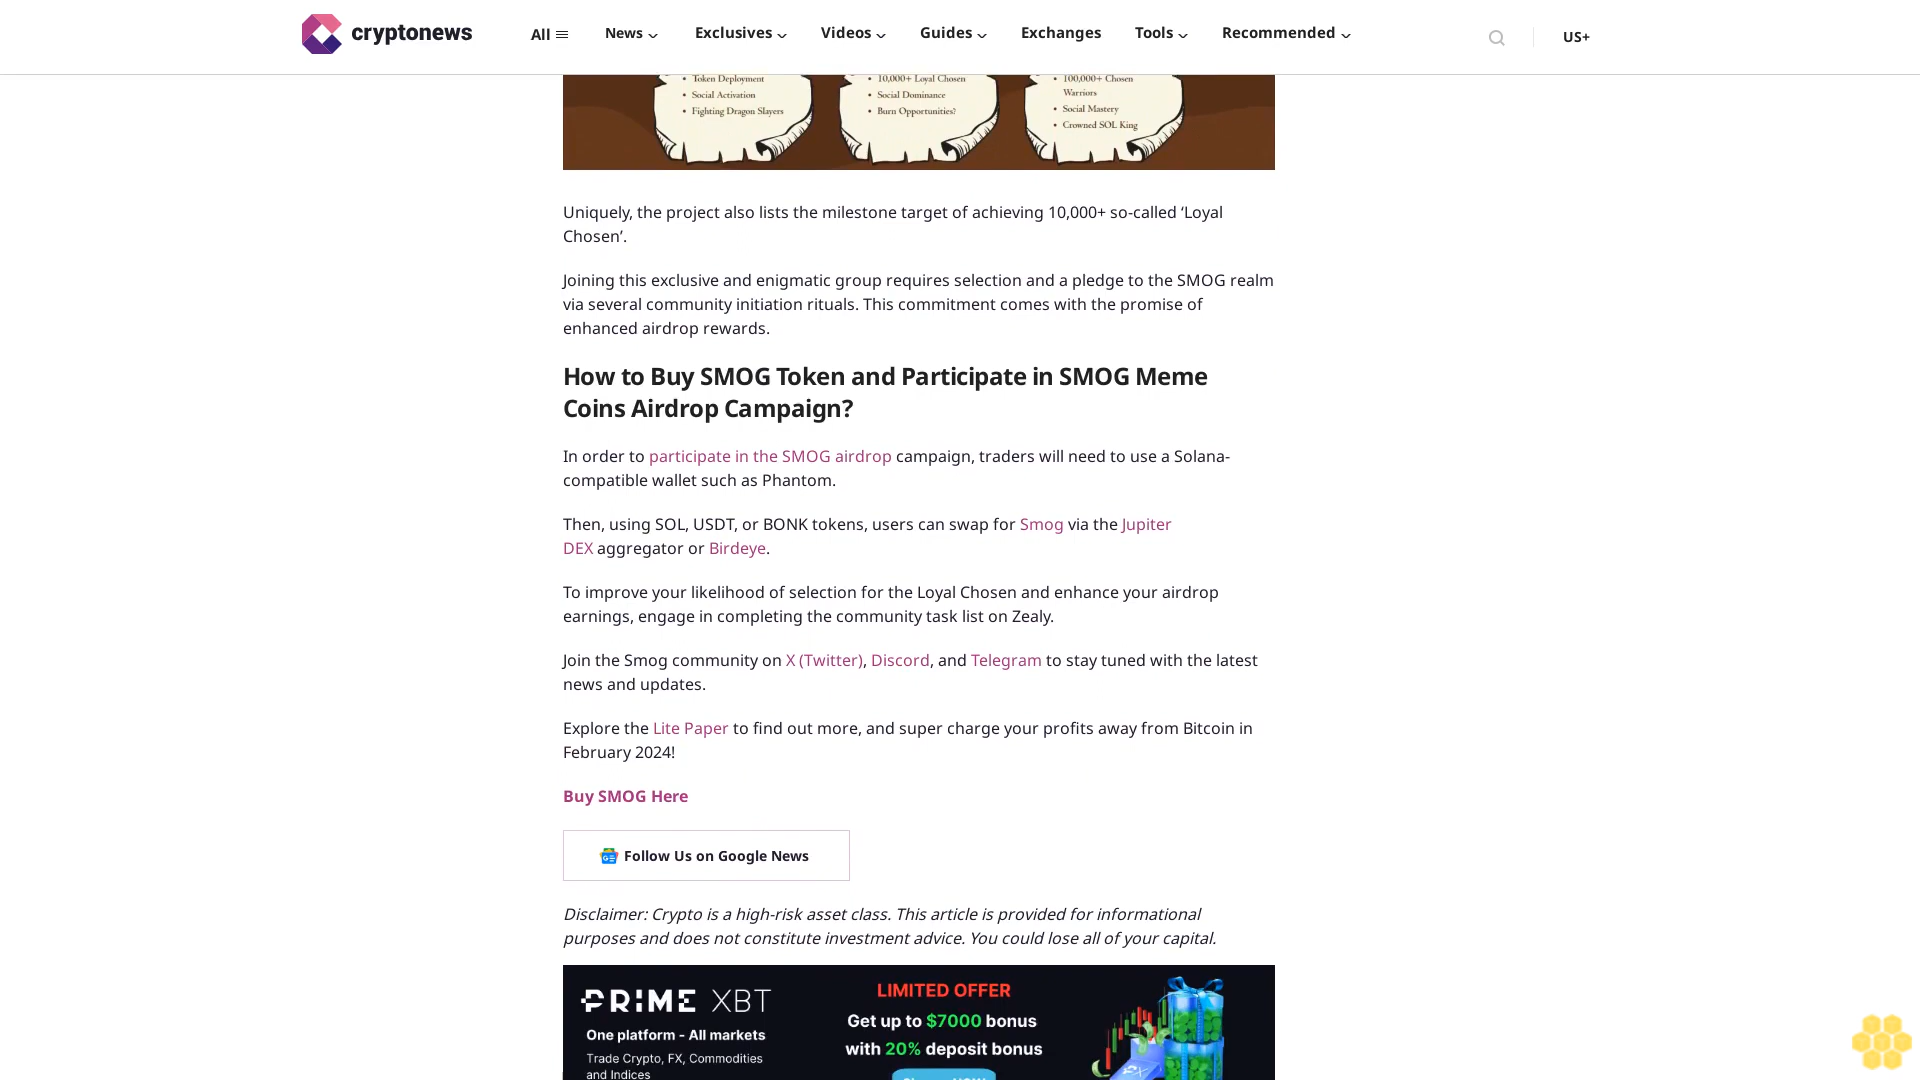 cryptonews
All
News
Exclusives
Videos
Guides
Exchanges
Tools
Recommended
US+
• Token Deployment
• Social Activation
• Fighting Dragon Slayers
• 10,000+ Loyal Chosen
• Social Dominance
• Burn Opportunities?
• 100,000+ Chosen
Warriors
• Social Mastery
• Crowned SOL King
Uniquely, the project also lists the milestone target of achieving 10,000+ so-called ‘Loyal
Chosen’.
Joining this exclusive and enigmatic group requires selection and a pledge to the SMOG realm
via several community initiation rituals. This commitment comes with the promise of
enhanced airdrop rewards.
How to Buy SMOG Token and Participate in SMOG Meme
Coins Airdrop Campaign?
In order to participate in the SMOG airdrop campaign, traders will need to use a Solana-
compatible wallet such as Phantom.
Then, using SOL, USDT, or BONK tokens, users can swap for Smog via the Jupiter
DEX aggregator or Birdeye.
To improve your likelihood of selection for the Loyal Chosen and enhance your airdrop
earnings, engage in completing the community task list on Zealy.
Join the Smog community on X (Twitter), Discord, and Telegram to stay tuned with the latest
news and updates.
Explore the Lite Paper to find out more, and super charge your profits away from Bitcoin in
February 2024!
Buy SMOG Here
Follow Us on Google News
Disclaimer: Crypto is a high-risk asset class. This article is provided for informational
purposes and does not constitute investment advice. You could lose all of your capital.
PRIME XBT
One platform - All markets
Trade Crypto, FX, Commodities
and Indices
LIMITED OFFER
Get up to $7000 bonus
with 20% deposit bonus